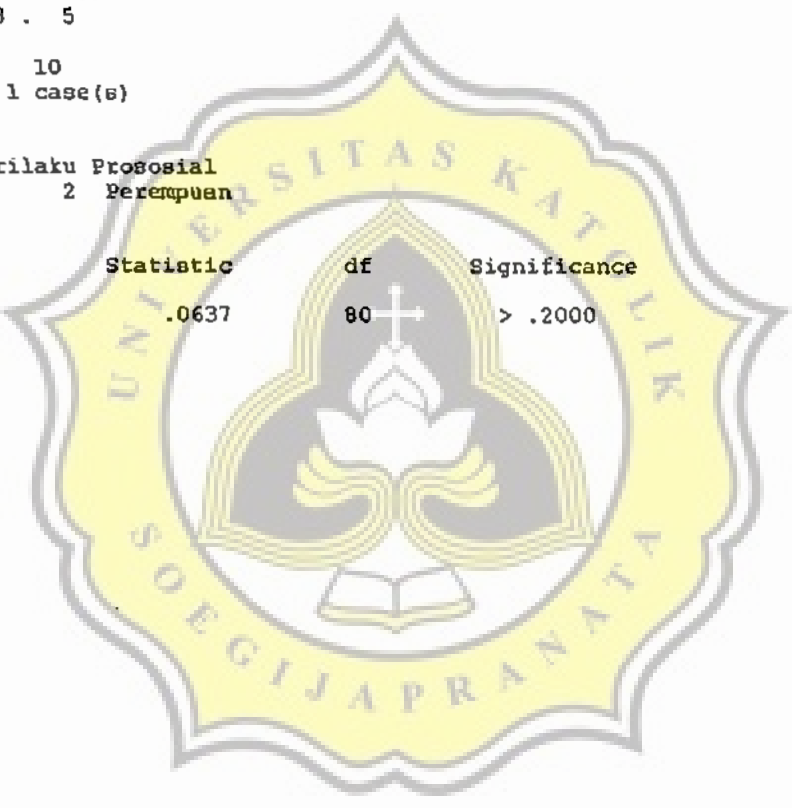 3 . 5
10
1 case(s)
rilaku Prososial
2 Perempuan
Statistic df Significance
.0637 80 > .2000
UNIVERSITAS KATOLIK
SOEGIJAPRANATA